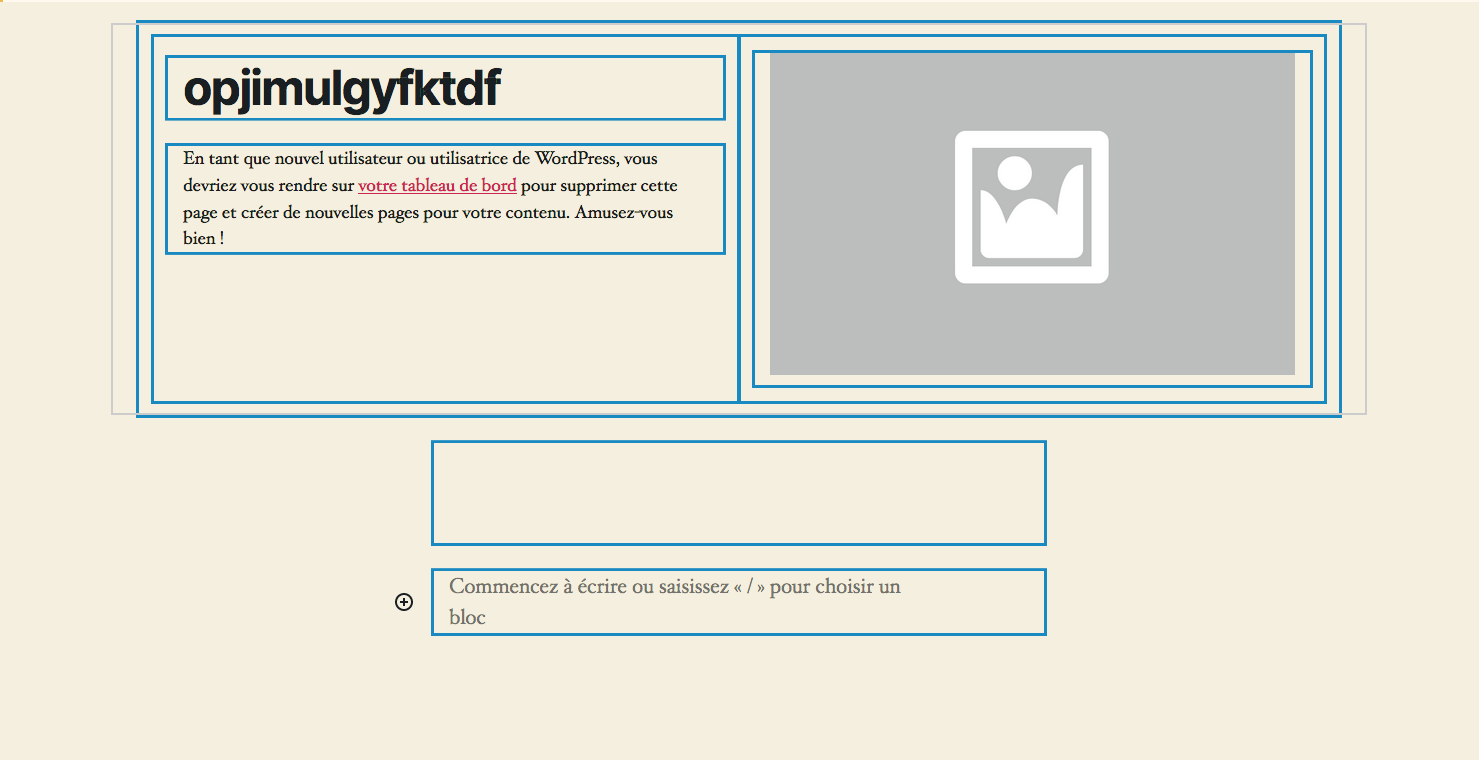 opjimulgyfktdf
En tant que nouvel utilisateur ou utilisatrice de WordPress, vous
devriez vous rendre sur votre tableau de bord pour supprimer cette
page et créer de nouvelles pages pour votre contenu. Amusez-vous
bien !
Commencez à écrire ou saisissez « / » pour choisir un
bloc